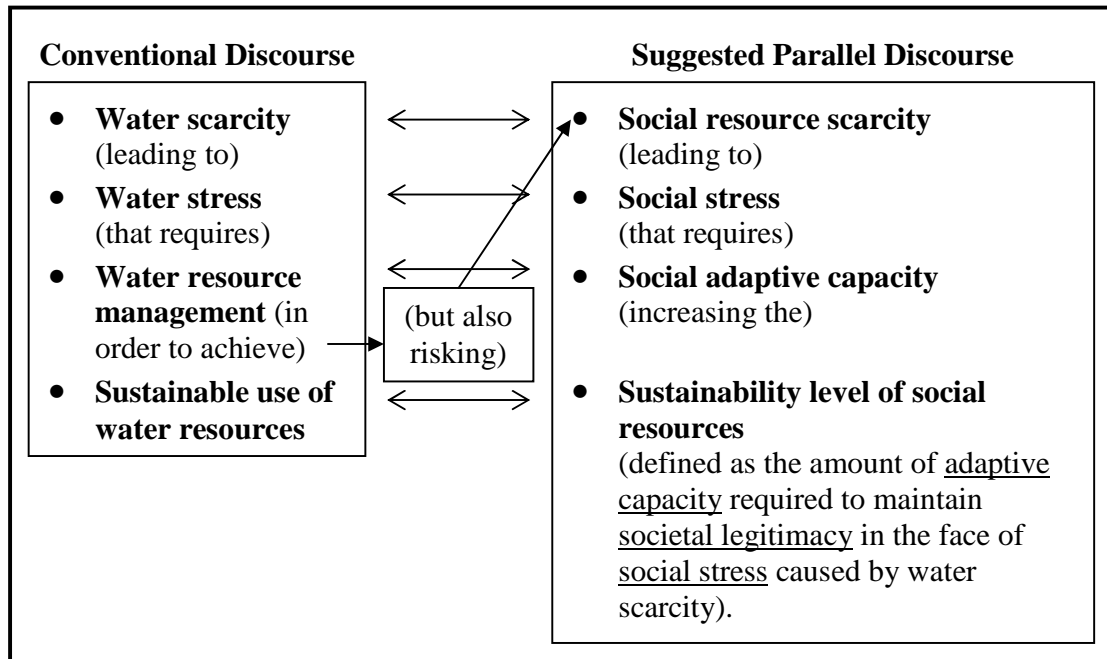 Conventional Discourse
• Water scarcity
(leading to)
• Water stress
(that requires)
• Water resource
management (in
order to achieve)
• Sustainable use of
water resources
(but also
risking)
Suggested Parallel Discourse
• Social resource scarcity
(leading to)
• Social stress
(that requires)
• Social adaptive capacity
(increasing the)
• Sustainability level of social
resources
(defined as the amount of adaptive
capacity required to maintain
societal legitimacy in the face of
social stress caused by water
scarcity).